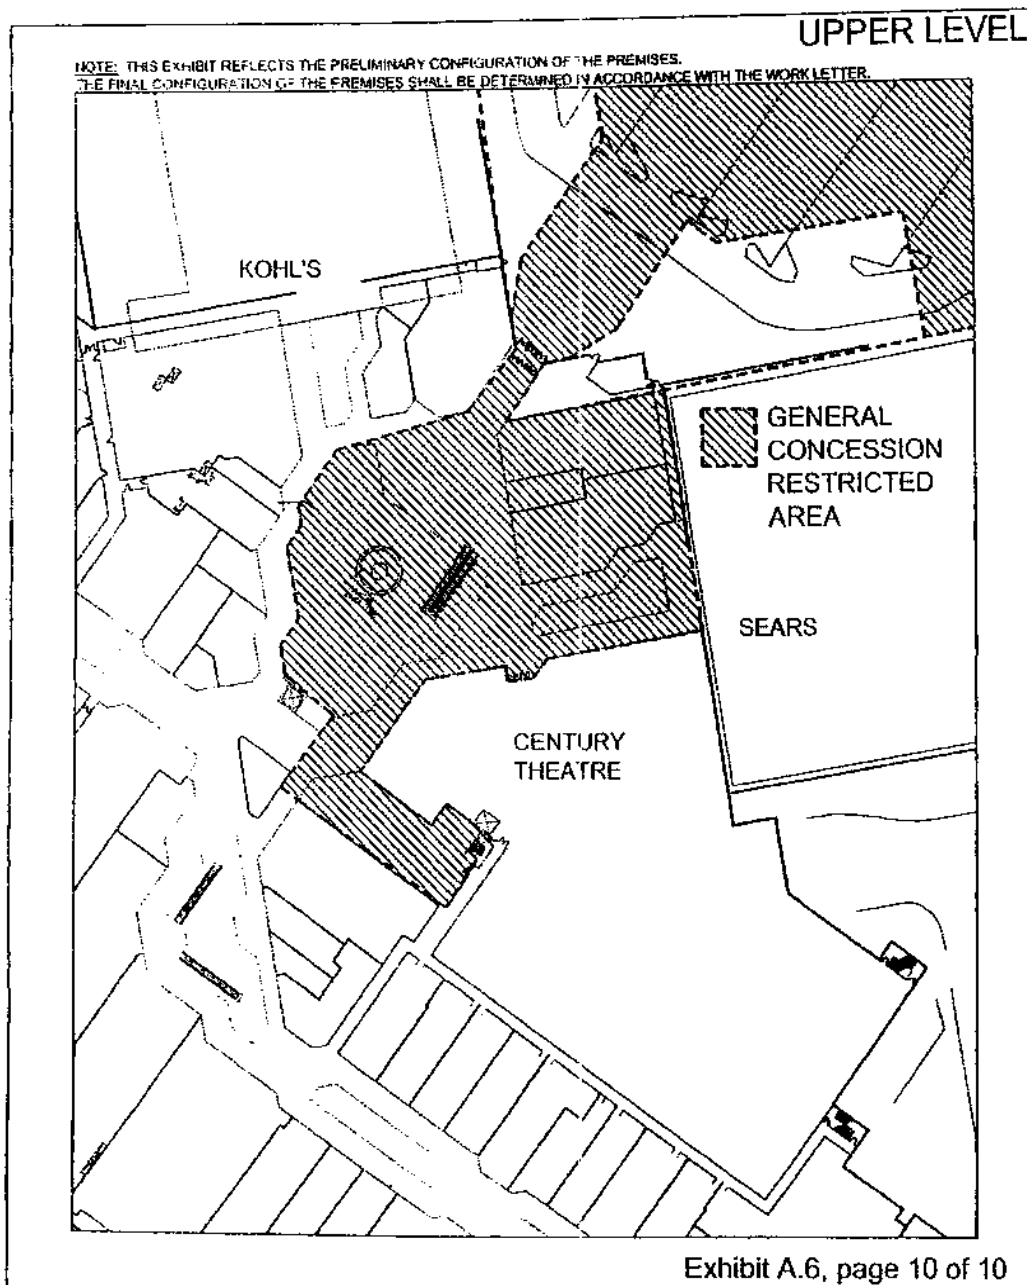 UPPER LEVEL
NOTE: THIS EXHIBIT REFLECTS THE PRELIMINARY CONFIGURATION OF THE PREMISES.
THE FINAL CONFIGURATION OF THE PREMISES SHALL BE DETERMINED IN ACCORDANCE WITH THE WORK LETTER.
KOHL'S
GENERAL
CONCESSION
RESTRICTED
AREA
SEARS
CENTURY
THEATRE
Exhibit A.6, page 10 of 10